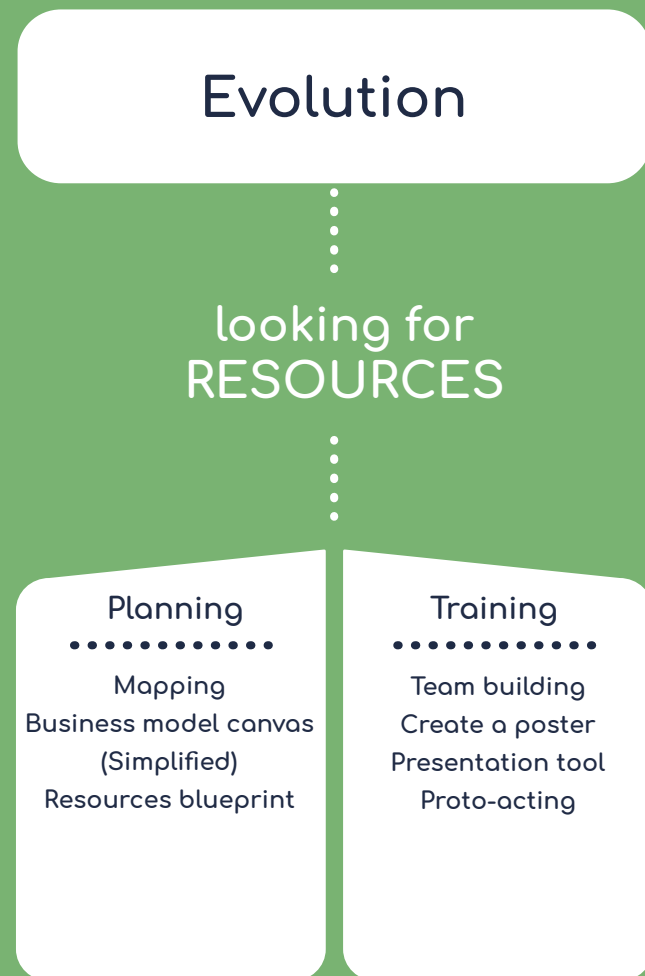 Evolution
looking for
RESOURCES
Planning
Mapping
Business model canvas
(Simplified)
Resources blueprint
Training
Team building
Create a poster
Presentation tool
Proto-acting